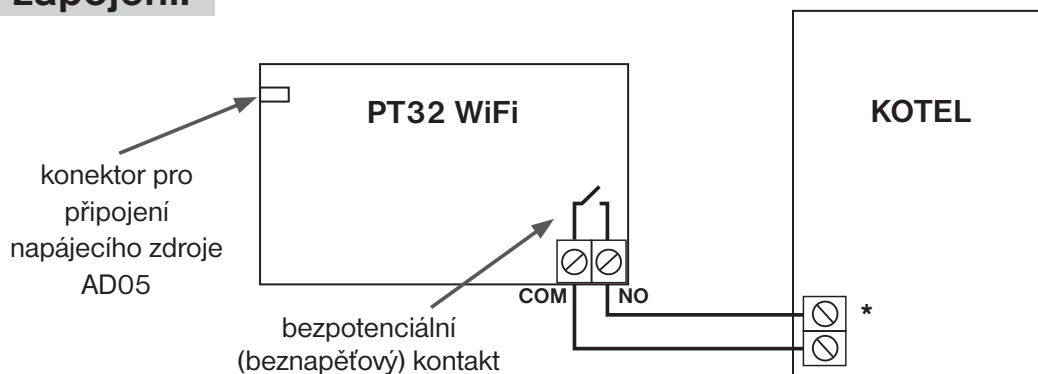 zapojení:
PT32 WiFi
KOTEL
konektor pro
připojení
napájecího zdroje
AD05
COM
NO
*
bezpotenciální
(beznapěťový) kontakt